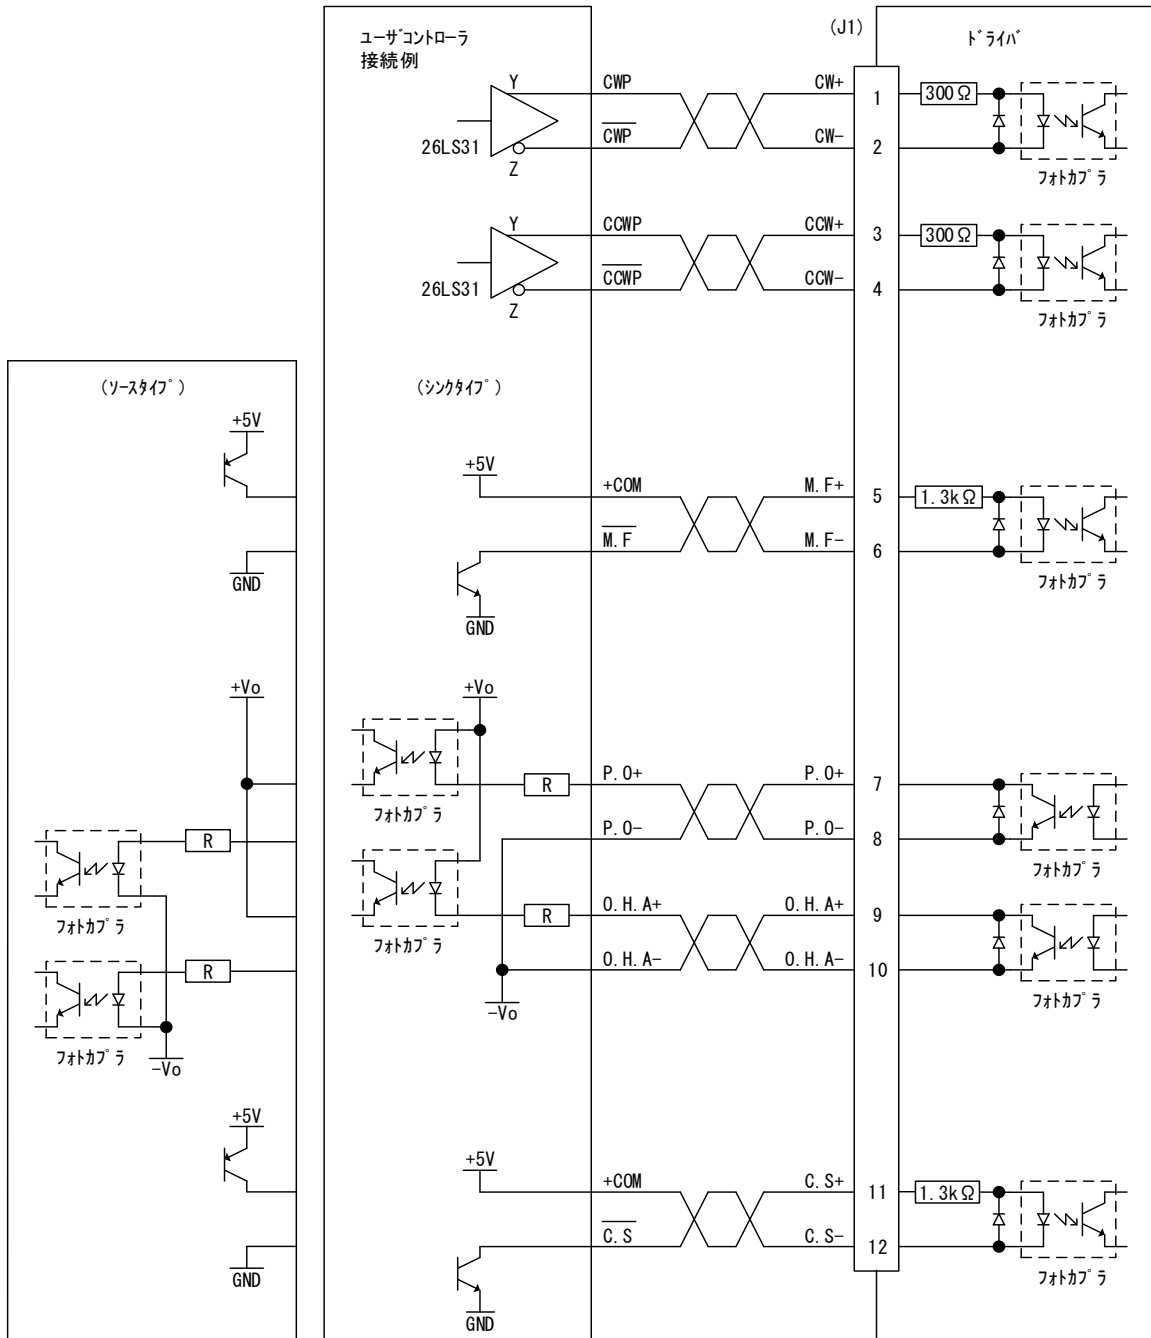 ユーザコントローラ
接続例
(J1)
ドライバ
Y
CWP
CW+
1
300Ω
26LS31
CWP
CW-
2
Z
フォトカプラ
Y
CCWP
CCW+
3
300Ω
26LS31
CCWP
CCW-
4
Z
フォトカプラ
(ソースタイプ)
(シンクタイプ)
+5V
GND
+5V
+COM
M.F+
5
1.3kΩ
M.F
M.F-
6
フォトカプラ
GND
+Vo
+Vo
フォトカプラ
R
P.O+
P.O+
7
P.O-
P.O-
8
フォトカプラ
フォトカプラ
R
O.H.A+
O.H.A+
9
O.H.A-
O.H.A-
10
フォトカプラ
-Vo
R
フォトカプラ
R
フォトカプラ
-Vo
+5V
GND
+5V
+COM
C.S+
11
1.3kΩ
C.S
C.S-
12
フォトカプラ
GND